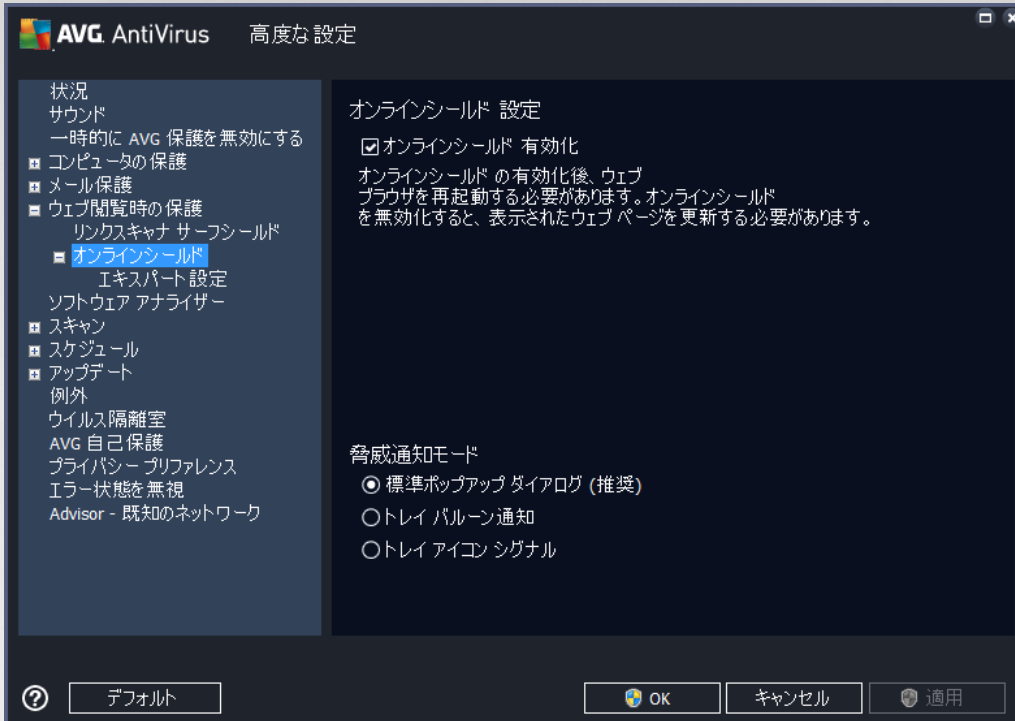 AVG. AntiVirus 高度な設定
状況
サウンド
一時的に AVG 保護を無効にする
コンピュータの保護
メール保護
ウェブ閲覧時の保護
リンクスキャナ サーフシールド
オンラインシールド
エキスパート設定
ソフトウェア アナライザー
スキャン
スケジュール
アップデート
例外
ウイルス隔離室
AVG 自己保護
プライバシー プリファレンス
エラー状態を無視
Advisor - 既知のネットワーク
オンラインシールド 設定
オンラインシールド 有効化
オンラインシールド の有効化後、ウェブ
ブラウザを再起動する必要があります。オンラインシールド
を無効化すると、表示されたウェブ ページを更新する必要があります。
脅威通知モード
標準ポップアップ ダイアログ (推奨)
トレイ バルーン通知
トレイ アイコン シグナル
デフォルト
OK
キャンセル
適用